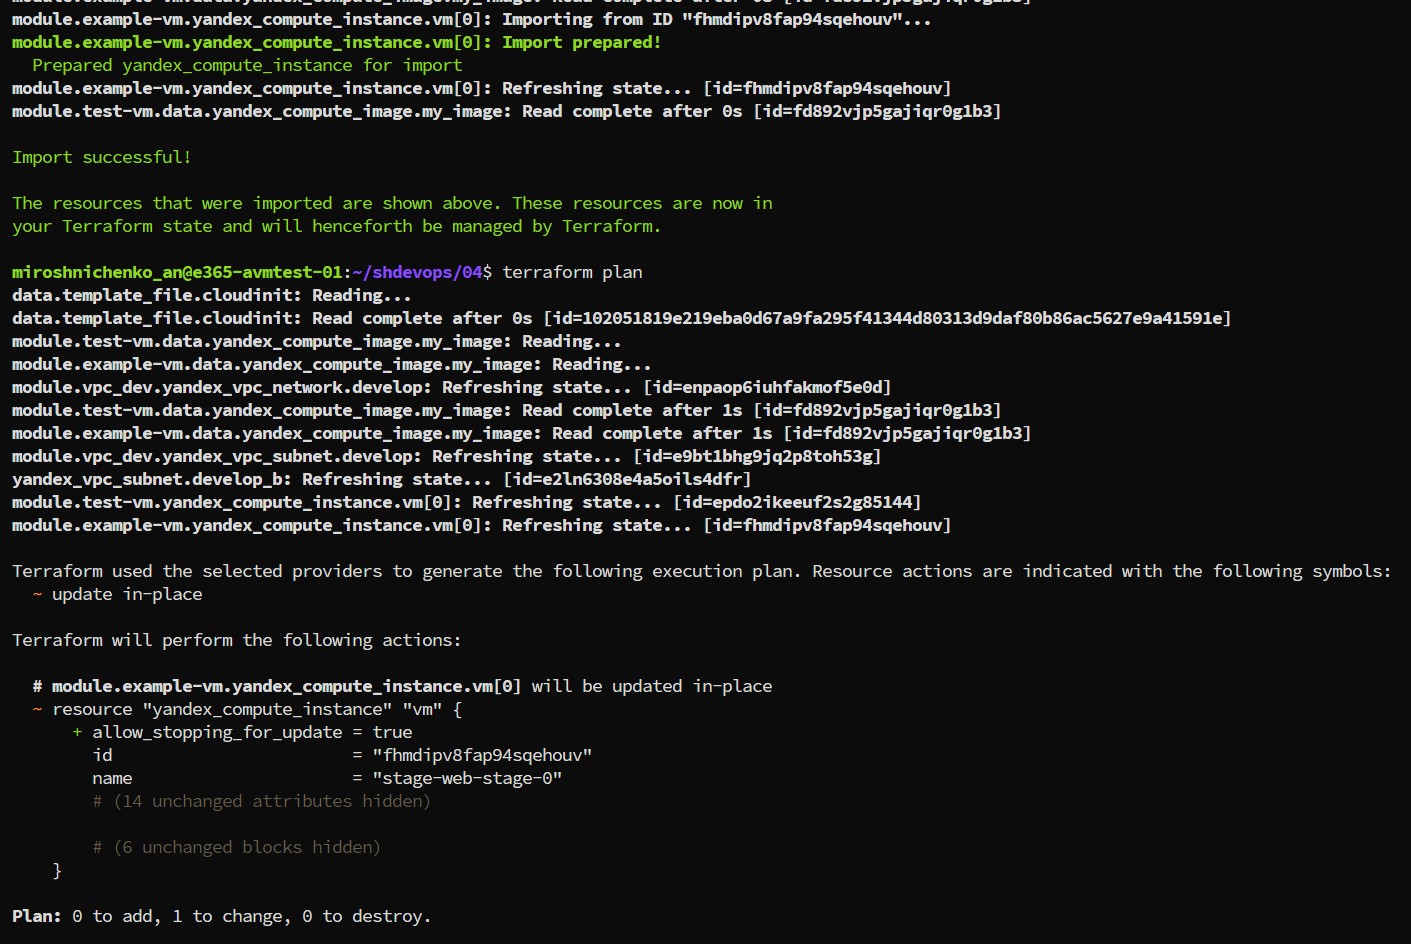 module.example-vm.yandex_compute_instance.vm[0]: Importing from ID "fhmdipv8fap94sqehouv"...
module.example-vm.yandex_compute_instance.vm[0]: Import prepared!
  Prepared yandex_compute_instance for import
module.example-vm.yandex_compute_instance.vm[0]: Refreshing state... [id=fhmdipv8fap94sqehouv]
module.test-vm.data.yandex_compute_image.my_image: Read complete after 0s [id=fd892vjp5gajiqr0g1b3]

Import successful!

The resources that were imported are shown above. These resources are now in
your Terraform state and will henceforth be managed by Terraform.

miroshnichenko_an@e365-avmtest-01:~/shdevops/04$ terraform plan
data.template_file.cloudinit: Reading...
data.template_file.cloudinit: Read complete after 0s [id=102051819e219eba0d67a9fa295f41344d80313d9daf80b86ac5627e9a41591e]
module.test-vm.data.yandex_compute_image.my_image: Reading...
module.example-vm.data.yandex_compute_image.my_image: Reading...
module.vpc_dev.yandex_vpc_network.develop: Refreshing state... [id=enpaop6iuhfakmof5e0d]
module.test-vm.data.yandex_compute_image.my_image: Read complete after 1s [id=fd892vjp5gajiqr0g1b3]
module.example-vm.data.yandex_compute_image.my_image: Read complete after 1s [id=fd892vjp5gajiqr0g1b3]
module.vpc_dev.yandex_vpc_subnet.develop: Refreshing state... [id=e9bt1bhg9jq2p8toh53g]
yandex_vpc_subnet.develop_b: Refreshing state... [id=e2ln6308e4a5oils4dfr]
module.test-vm.yandex_compute_instance.vm[0]: Refreshing state... [id=epdo2ikeeuf2s2g85144]
module.example-vm.yandex_compute_instance.vm[0]: Refreshing state... [id=fhmdipv8fap94sqehouv]

Terraform used the selected providers to generate the following execution plan. Resource actions are indicated with the following symbols:
  ~ update in-place

Terraform will perform the following actions:

  # module.example-vm.yandex_compute_instance.vm[0] will be updated in-place
  ~ resource "yandex_compute_instance" "vm" {
      + allow_stopping_for_update = true
        id                        = "fhmdipv8fap94sqehouv"
        name                      = "stage-web-stage-0"
        # (14 unchanged attributes hidden)

        # (6 unchanged blocks hidden)
    }

Plan: 0 to add, 1 to change, 0 to destroy.